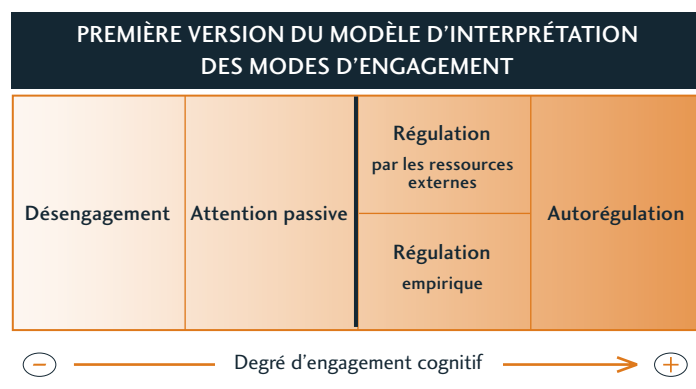 PREMIÈRE VERSION DU MODÈLE D'INTERPRÉTATION
DES MODES D'ENGAGEMENT
Désengagement
Attention passive
Régulation
par les ressources
externes
Régulation
empirique
Autorégulation
− Degré d'engagement cognitif +